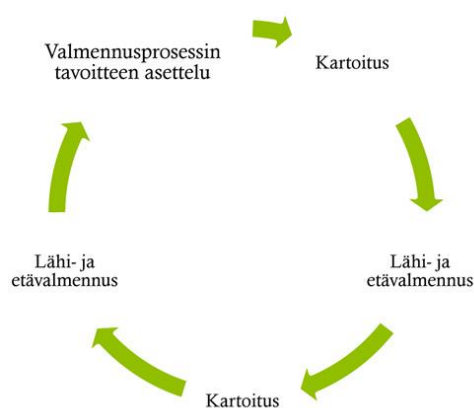 Valmennusprosessin
tavoitteen asettelu
Kartoitus
Lähi- ja
etävalmennus
Kartoitus
Lähi- ja
etävalmennus